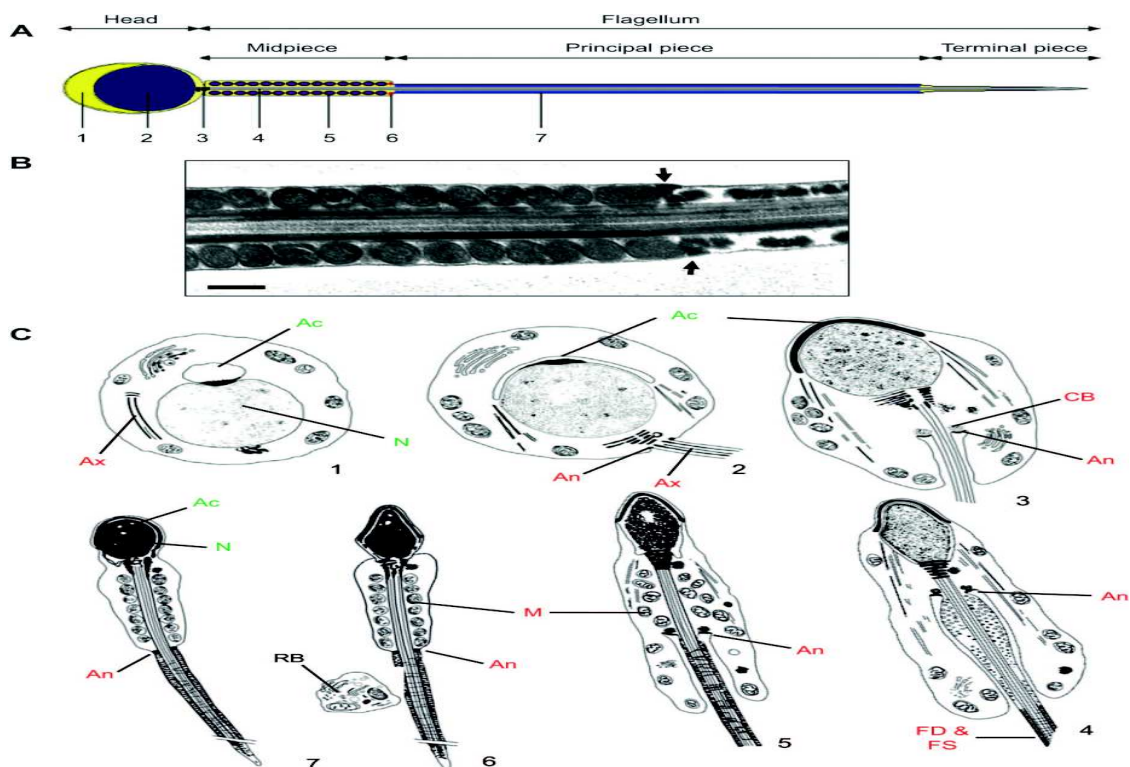 Head Flagellum
A
Midpiece Principal piece Terminal piece
1 2 3 4 5 6 7
B
C
Ac Ac
CB
N
Ax An Ax An
1 2 3
Ac
N
M An
An An An
RB
FD &
FS
7 6 5 4